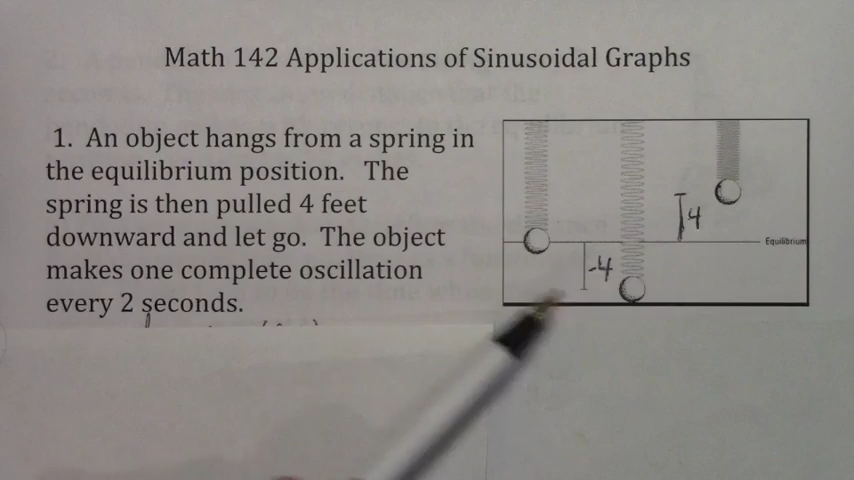 Math 142 Applications of Sinusoidal Graphs
1. An object hangs from a spring in
the equilibrium position. The
spring is then pulled 4 feet
downward and let go. The object
makes one complete oscillation
every 2 seconds.
4
Equilibrium
-4